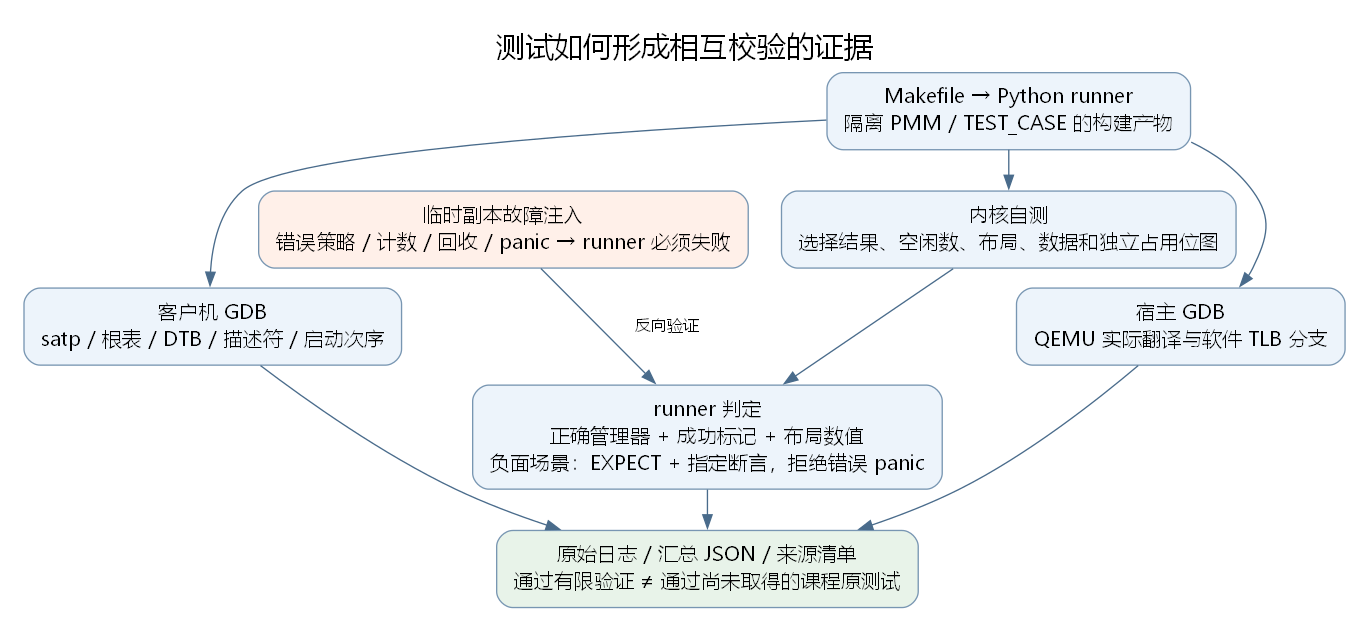 测试如何形成相互校验的证据
Makefile → Python runner
隔离 PMM / TEST_CASE 的构建产物
临时副本故障注入
错误策略 / 计数 / 回收 / panic → runner 必须失败
内核自测
选择结果、空闲数、布局、数据和独立占用位图
客户机 GDB
satp / 根表 / DTB / 描述符 / 启动次序
反向验证
宿主 GDB
QEMU 实际翻译与软件 TLB 分支
runner 判定
正确管理器 + 成功标记 + 布局数值
负面场景：EXPECT + 指定断言，拒绝错误 panic
原始日志 / 汇总 JSON / 来源清单
通过有限验证 ≠ 通过尚未取得的课程原测试